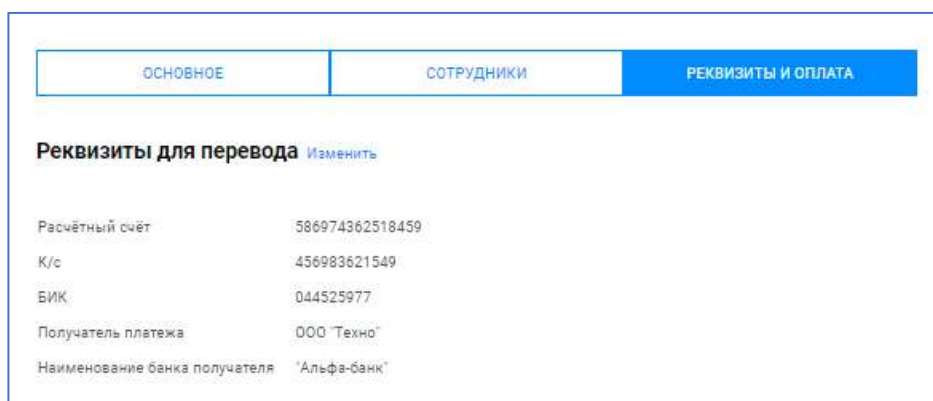 ОСНОВНОЕ СОТРУДНИКИ РЕКВИЗИТЫ И ОПЛАТА
Реквизиты для перевода Изменить
Расчётный счёт 586974362518459
К/с 456983621549
БИК 044525977
Получатель платежа ООО "Техно"
Наименование банка получателя "Альфа-банк"